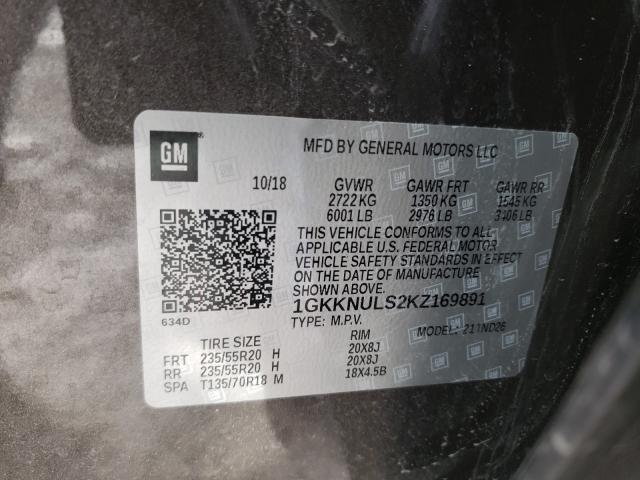 GM
MFD BY GENERAL MOTORS LLC
10/18 GVWR GAWR FRT GAWR RR
2722 KG 1350 KG 1545 KG
6001 LB 2976 LB 3406 LB
THIS VEHICLE CONFORMS TO ALL
APPLICABLE U.S. FEDERAL MOTOR
VEHICLE SAFETY STANDARDS IN EFFECT
ON THE DATE OF MANUFACTURE
1GKKNULS2KZ169891
634D
TYPE: M.P.V. MODEL:
TIRE SIZE RIM
FRT 235/55R20 H 20X8J
RR 235/55R20 H 20X8J
SPA T135/70R18 M 18X4.5B